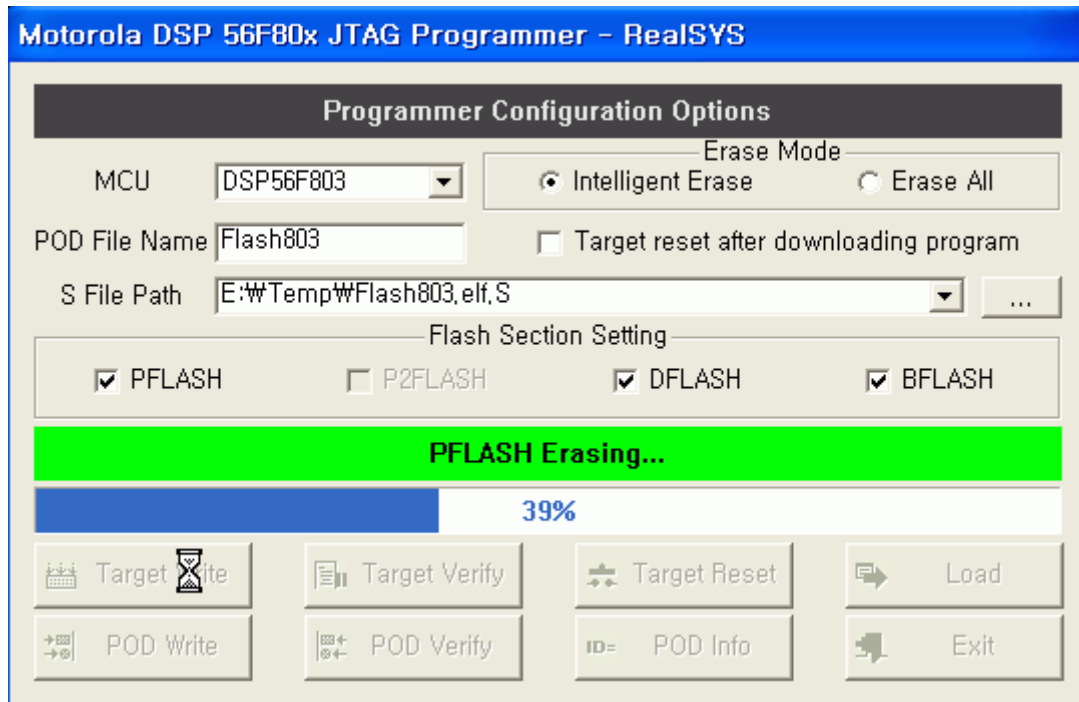 Motorola DSP 56F80x JTAG Programmer - RealSYS
Programmer Configuration Options
Erase Mode
MCU DSP56F803 Intelligent Erase Erase All
POD File Name Flash803 Target reset after downloading program
S File Path E:₩Temp₩Flash803,elf,S ...
Flash Section Setting
PFLASH P2FLASH DFLASH BFLASH
PFLASH Erasing...
39%
Target Target Verify Target Reset Load
POD Write POD Verify ID= POD Info Exit